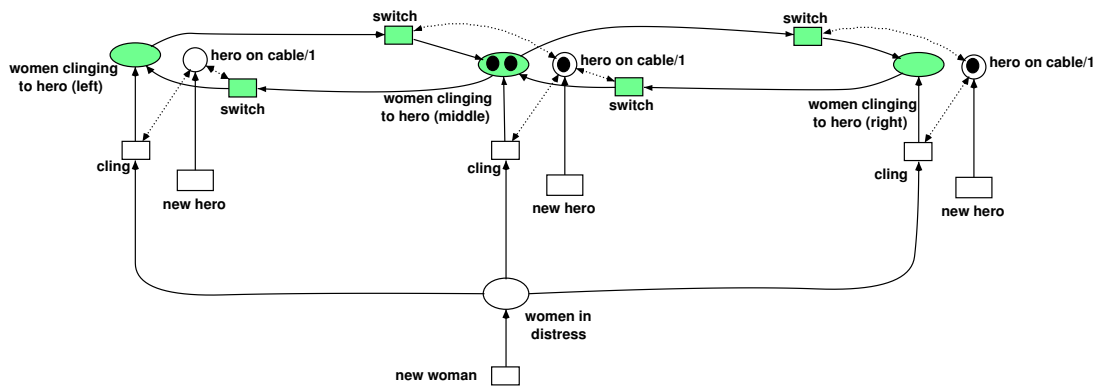 switch
switch
hero on cable/1
hero on cable/1
hero on cable/1
women clinging
to hero (left)
switch
women clinging
to hero (middle)
switch
women clinging
to hero (right)
cling
cling
cling
new hero
new hero
new hero
women in
distress
new woman